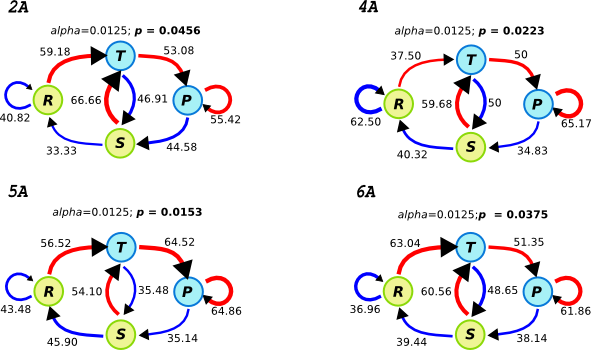 2A
alpha=0.0125; p = 0.0456
59.18
53.08
T
R
66.66
46.91
P
40.82
55.42
S
33.33
44.58
4A
alpha=0.0125; p = 0.0223
37.50
50
T
R
59.68
50
P
62.50
65.17
S
40.32
34.83
5A
alpha=0.0125; p = 0.0153
56.52
64.52
T
R
54.10
35.48
P
43.48
64.86
S
45.90
35.14
6A
alpha=0.0125;p = 0.0375
63.04
51.35
T
R
60.56
48.65
P
36.96
61.86
S
39.44
38.14